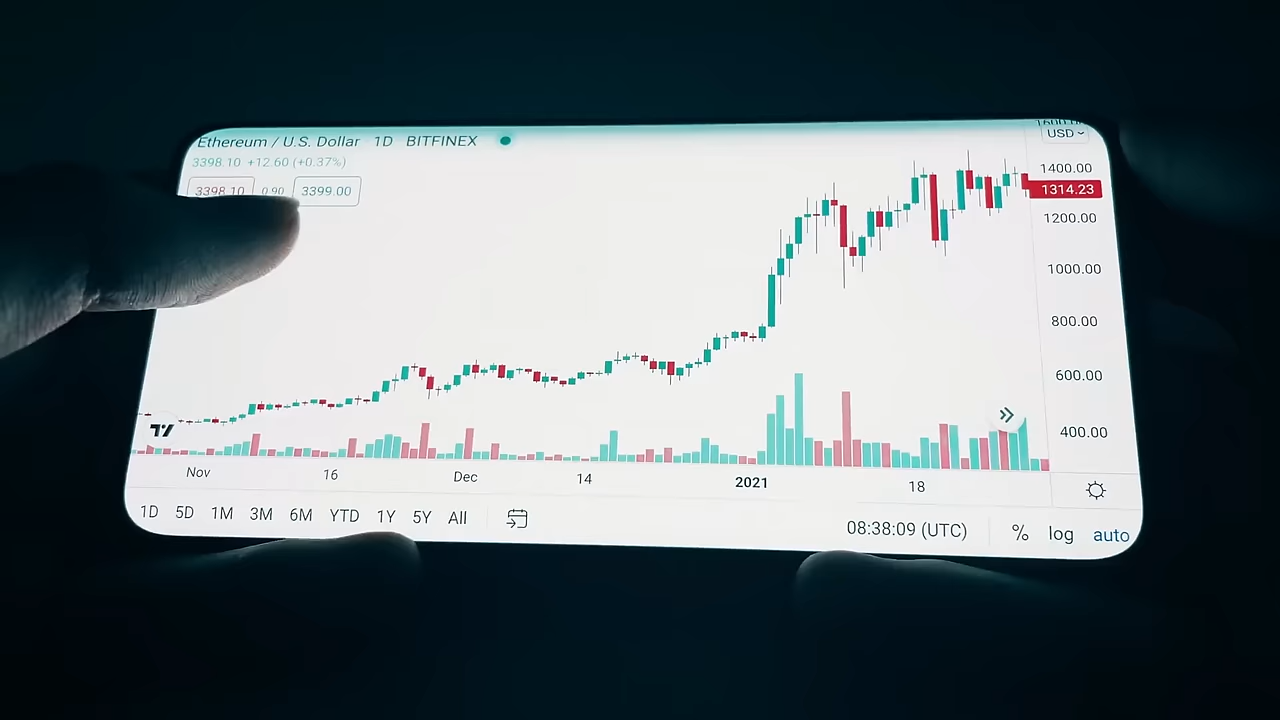 Ethereum / U.S. Dollar 1D BITFINEX
3398.10 +12.60 (+0.37%)
3398.10 0.90 3399.00
1600.00
USD
1400.00
1314.23
1200.00
1000.00
800.00
600.00
400.00
Nov 16 Dec 14 2021 18
1D 5D 1M 3M 6M YTD 1Y 5Y All
08:38:09 (UTC) % log auto